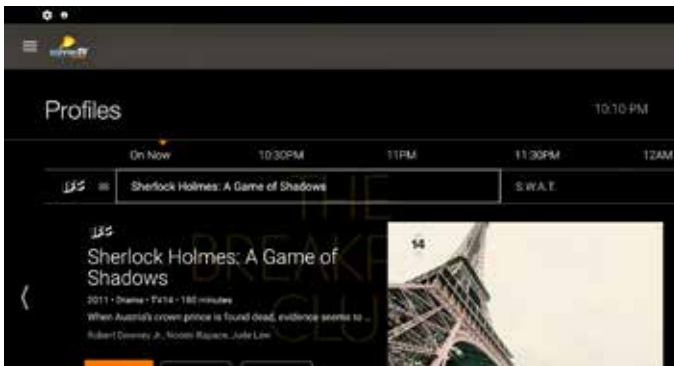 Profiles
10:10 PM
On Now 10:30PM 11PM 11:30PM 12AM
Sherlock Holmes: A Game of Shadows S.W.A.T.
THE
BREAKF
CLU
14
Sherlock Holmes: A Game of
Shadows
2011 • Drama • TV14 • 180 minutes
When Austria's crown prince is found dead, evidence seems to ...
Robert Downey Jr., Noomi Rapace, Jude Law